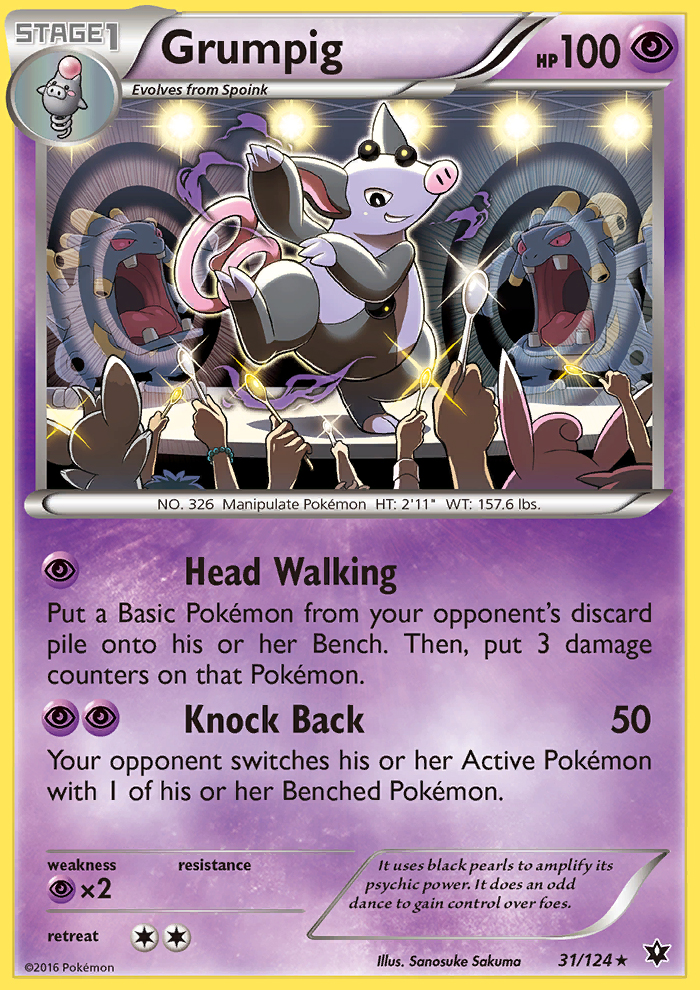 STAGE1
Grumpig
HP100
Evolves from Spoink
NO. 326 Manipulate Pokémon HT: 2'11" WT: 157.6 lbs.
Head Walking
Put a Basic Pokémon from your opponent's discard
pile onto his or her Bench. Then, put 3 damage
counters on that Pokémon.
Knock Back 50
Your opponent switches his or her Active Pokémon
with 1 of his or her Benched Pokémon.
weakness resistance
×2
It uses black pearls to amplify its
psychic power. It does an odd
dance to gain control over foes.
retreat
©2016 Pokémon
Illus. Sanosuke Sakuma
31/124★